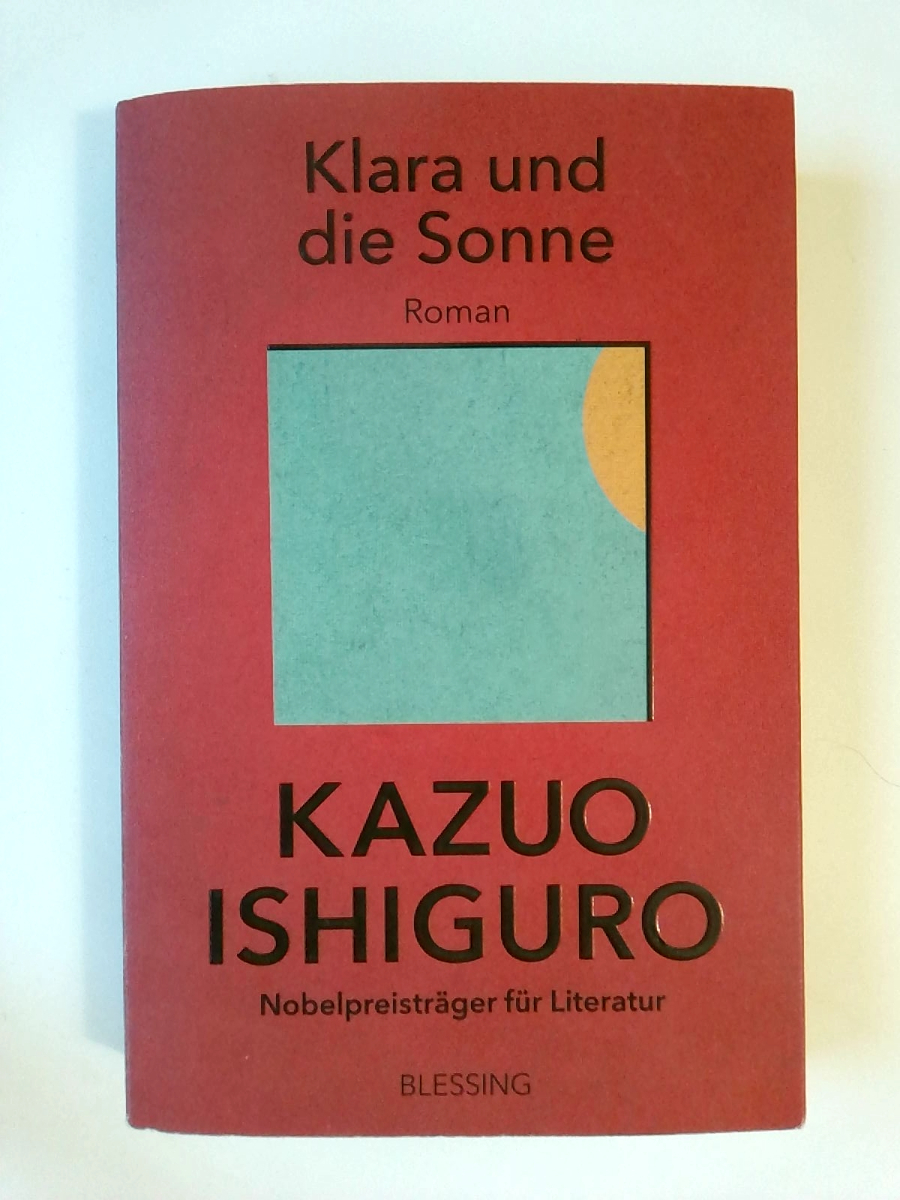 Klara und
die Sonne
Roman
KAZUO
ISHIGURO
Nobelpreisträger für Literatur
BLESSING